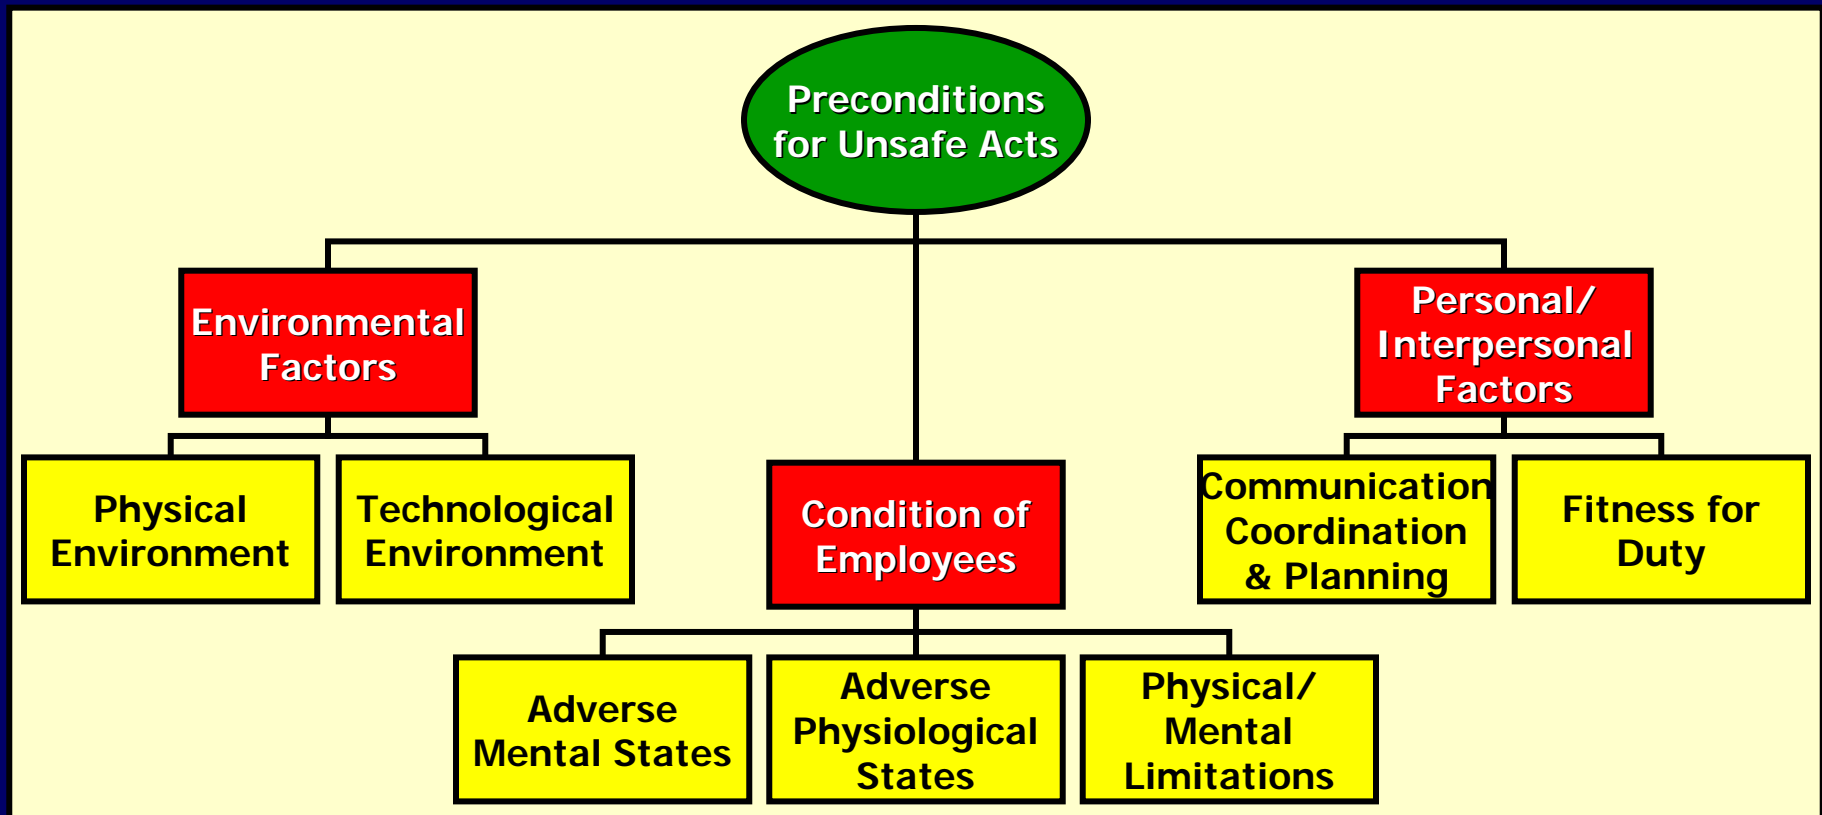 Preconditions
for Unsafe Acts
Environmental
Factors
Personal/
Interpersonal
Factors
Physical
Environment
Technological
Environment
Condition of
Employees
Communication
Coordination
& Planning
Fitness for
Duty
Adverse
Mental States
Adverse
Physiological
States
Physical/
Mental
Limitations